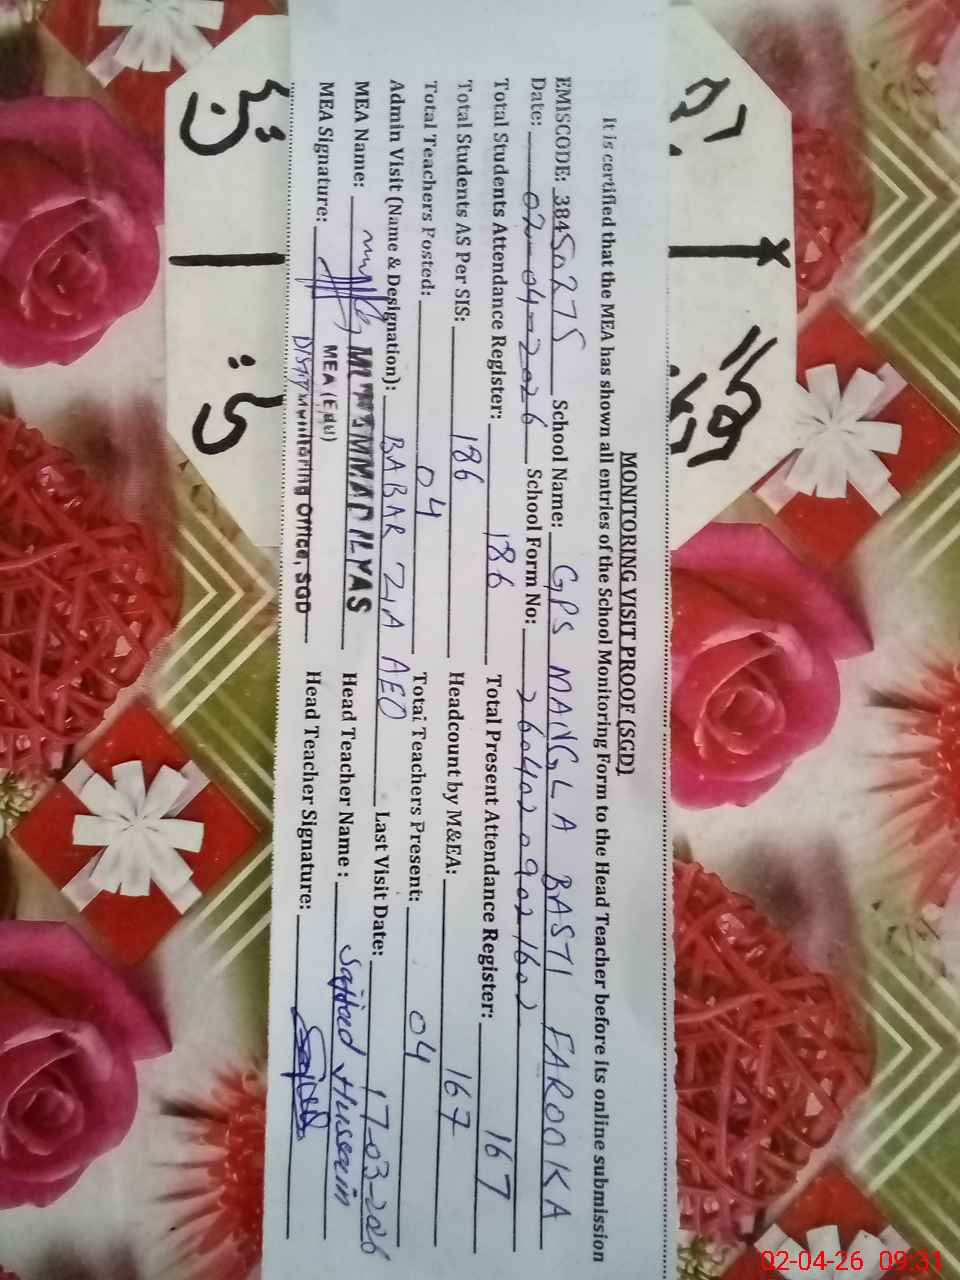 MONITORING VISIT PROOF (SGD)
It is certified that the MEA has shown all entries of the School Monitoring Form to the Head Teacher before its online submission
EMISCODE: 38450275 School Name: GPS MANGLA BASTI FAROOKA
Date: 02-04-2026 School Form No: 26040209021602
Total Students Attendance Register: 186 Total Present Attendance Register: 167
Total Students AS Per SIS: 186 Headcount by M&EA: 167
Total Teachers Posted: 04 Total Teachers Present: 04
Admin Visit (Name & Designation): BABAR ZIA AEO Last Visit Date: 17-03-2026
MEA Name: MUHAMMAD ILYAS Head Teacher Name: Sajjad Hussain
MEA (Edu)
MEA Signature: Distt Monitoring Office, SGD Head Teacher Signature:
02-04-26 09:31